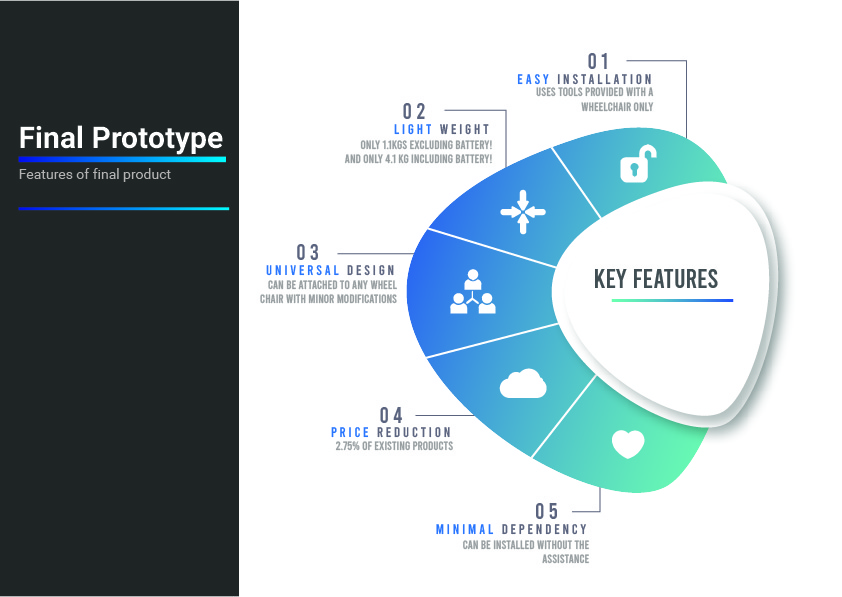 Final Prototype
Features of final product
01
EASY INSTALLATION
USES TOOLS PROVIDED WITH A
WHEELCHAIR ONLY
02
LIGHT WEIGHT
ONLY 1.1KGS EXCLUDING BATTERY!
AND ONLY 4.1 KG INCLUDING BATTERY!
03
UNIVERSAL DESIGN
CAN BE ATTACHED TO ANY WHEEL
CHAIR WITH MINOR MODIFICATIONS
KEY FEATURES
04
PRICE REDUCTION
2.75% OF EXISTING PRODUCTS
05
MINIMAL DEPENDENCY
CAN BE INSTALLED WITHOUT THE
ASSISTANCE